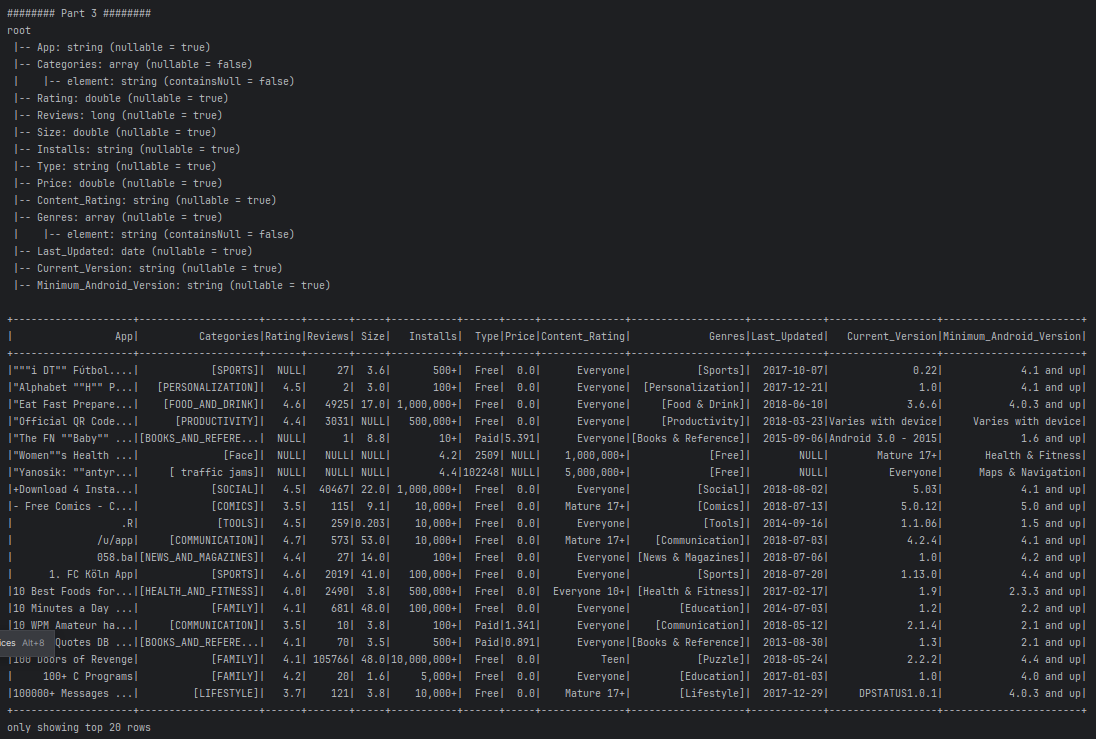 ######## Part 3 ########
root
 |-- App: string (nullable = true)
 |-- Categories: array (nullable = false)
 |    |-- element: string (containsNull = false)
 |-- Rating: double (nullable = true)
 |-- Reviews: long (nullable = true)
 |-- Size: double (nullable = true)
 |-- Installs: string (nullable = true)
 |-- Type: string (nullable = true)
 |-- Price: double (nullable = true)
 |-- Content_Rating: string (nullable = true)
 |-- Genres: array (nullable = true)
 |    |-- element: string (containsNull = false)
 |-- Last_Updated: date (nullable = true)
 |-- Current_Version: string (nullable = true)
 |-- Minimum_Android_Version: string (nullable = true)
+--------------------+--------------------+------+-------+-----+-----------+------+-----+--------------+-------------------+------------+------------------+-----------------------+
|                 App|          Categories|Rating|Reviews| Size|   Installs|  Type|Price|Content_Rating|             Genres|Last_Updated|   Current_Version|Minimum_Android_Version|
+--------------------+--------------------+------+-------+-----+-----------+------+-----+--------------+-------------------+------------+------------------+-----------------------+
|"""i DT"" Fútbol....|            [SPORTS]|  NULL|     27|  3.6|       500+|  Free|  0.0|      Everyone|           [Sports]|  2017-10-07|              0.22|             4.1 and up|
|"Alphabet ""H"" P...|   [PERSONALIZATION]|   4.5|      2|  3.0|       100+|  Free|  0.0|      Everyone|  [Personalization]|  2017-12-21|               1.0|             4.1 and up|
|"Eat Fast Prepare...|    [FOOD_AND_DRINK]|   4.6|   4925| 17.0| 1,000,000+|  Free|  0.0|      Everyone|     [Food & Drink]|  2018-06-10|             3.6.6|           4.0.3 and up|
|"Official QR Code...|      [PRODUCTIVITY]|   4.4|   3031| NULL|   500,000+|  Free|  0.0|      Everyone|     [Productivity]|  2018-03-23|Varies with device|     Varies with device|
|"The FN ""Baby"" ...|[BOOKS_AND_REFERE...|  NULL|      1|  8.8|        10+|  Paid|5.391|      Everyone|[Books & Reference]|  2015-09-06|Android 3.0 - 2015|             1.6 and up|
|"Women""s Health ...|              [Face]|  NULL|   NULL| NULL|        4.2|  2509| NULL|    1,000,000+|             [Free]|        NULL|        Mature 17+|       Health & Fitness|
|"Yanosik: ""antyr...|     [ traffic jams]|  NULL|   NULL| NULL|        4.4|102248| NULL|    5,000,000+|             [Free]|        NULL|          Everyone|      Maps & Navigation|
|+Download 4 Insta...|            [SOCIAL]|   4.5|  40467| 22.0| 1,000,000+|  Free|  0.0|      Everyone|           [Social]|  2018-08-02|              5.03|             4.1 and up|
|- Free Comics - C...|            [COMICS]|   3.5|    115|  9.1|    10,000+|  Free|  0.0|    Mature 17+|           [Comics]|  2018-07-13|            5.0.12|             5.0 and up|
|                  .R|             [TOOLS]|   4.5|    259|0.203|    10,000+|  Free|  0.0|      Everyone|            [Tools]|  2014-09-16|            1.1.06|             1.5 and up|
|              /u/app|     [COMMUNICATION]|   4.7|    573| 53.0|    10,000+|  Free|  0.0|    Mature 17+|    [Communication]|  2018-07-03|             4.2.4|             4.1 and up|
|              058.ba|[NEWS_AND_MAGAZINES]|   4.4|     27| 14.0|       100+|  Free|  0.0|      Everyone| [News & Magazines]|  2018-07-06|               1.0|             4.2 and up|
|      1. FC Köln App|            [SPORTS]|   4.6|   2019| 41.0|   100,000+|  Free|  0.0|      Everyone|           [Sports]|  2018-07-20|            1.13.0|             4.4 and up|
|10 Best Foods for...|[HEALTH_AND_FITNESS]|   4.0|   2490|  3.8|   500,000+|  Free|  0.0|  Everyone 10+| [Health & Fitness]|  2017-02-17|               1.9|           2.3.3 and up|
|10 Minutes a Day ...|            [FAMILY]|   4.1|    681| 48.0|   100,000+|  Free|  0.0|      Everyone|        [Education]|  2014-07-03|               1.2|             2.2 and up|
|10 WPM Amateur ha...|     [COMMUNICATION]|   3.5|     10|  3.8|       100+|  Paid|1.341|      Everyone|    [Communication]|  2018-05-12|             2.1.4|             2.1 and up|
ices Alt+8 Quotes DB ...|[BOOKS_AND_REFERE...|   4.1|     70|  3.5|       500+|  Paid|0.891|      Everyone|[Books & Reference]|  2013-08-30|               1.3|             2.1 and up|
|100 Doors of Revenge|            [FAMILY]|   4.1| 105766| 48.0|10,000,000+|  Free|  0.0|          Teen|           [Puzzle]|  2018-05-24|             2.2.2|             4.4 and up|
|     100+ C Programs|            [FAMILY]|   4.2|     20|  1.6|     5,000+|  Free|  0.0|      Everyone|        [Education]|  2017-01-03|               1.0|             4.0 and up|
|100000+ Messages ...|         [LIFESTYLE]|   3.7|    121|  3.8|    10,000+|  Free|  0.0|    Mature 17+|        [Lifestyle]|  2017-12-29|     DPSTATUS1.0.1|           4.0.3 and up|
+--------------------+--------------------+------+-------+-----+-----------+------+-----+--------------+-------------------+------------+------------------+-----------------------+
only showing top 20 rows